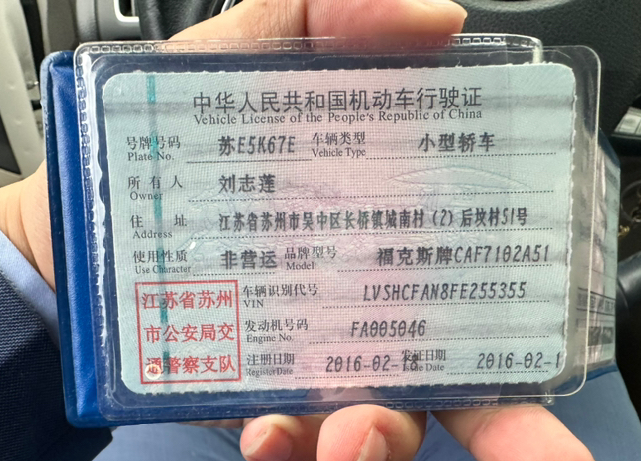 中华人民共和国机动车行驶证
Vehicle License of the People's Republic of China
号牌号码 Plate No. 苏E5K67E 车辆类型 Vehicle Type 小型轿车
所有人 Owner 刘志莲
住址 Address 江苏省苏州市吴中区长桥镇城南村(2)后坟村51号
使用性质 Use Character 非营运 品牌型号 Model 福克斯牌CAF7102A51
江苏省苏州 车辆识别代号 VIN LVSHCFAN8FE255355
市公安局交 发动机号码 Engine No. FA005046
通警察支队 注册日期 Register Date 2016-02-18 发证日期 Issue Date 2016-02-1